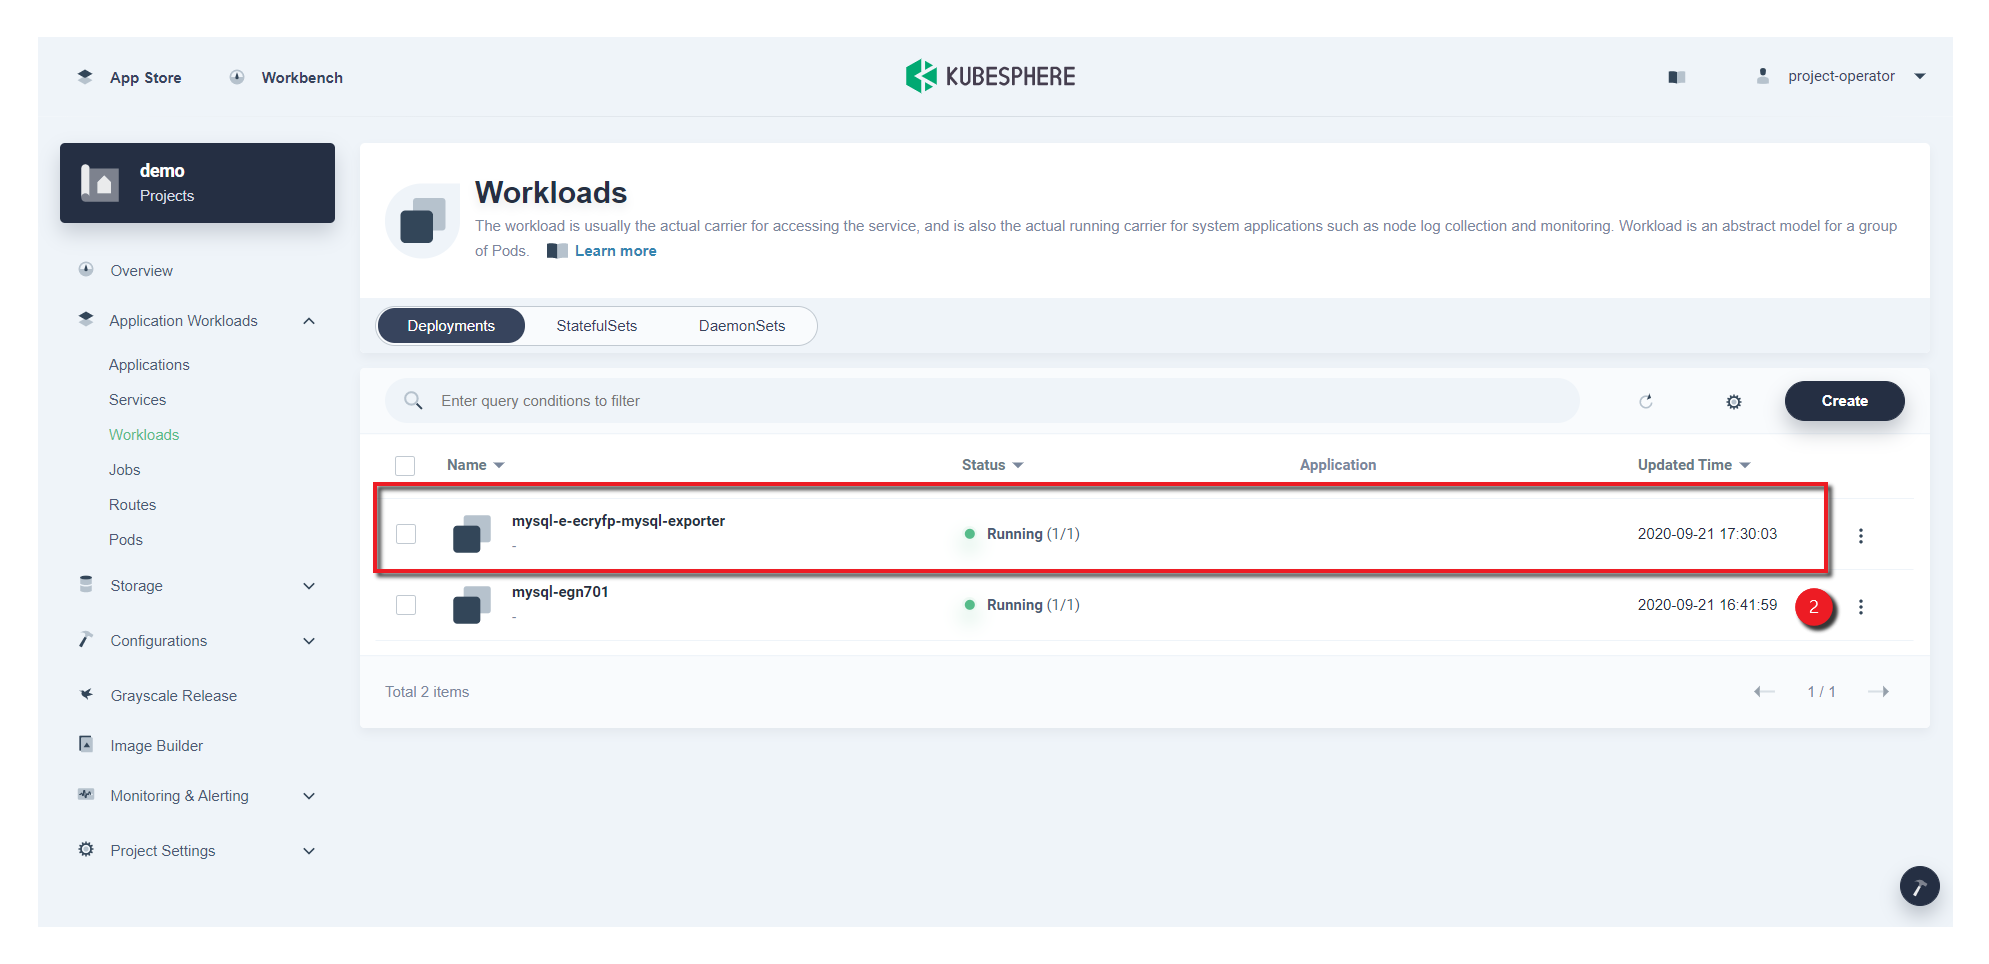 App Store
Workbench
KUBESPHERE
project-operator
demo
Projects
Overview
Application Workloads
Applications
Services
Workloads
Jobs
Routes
Pods
Storage
Configurations
Grayscale Release
Image Builder
Monitoring & Alerting
Project Settings
Workloads
The workload is usually the actual carrier for accessing the service, and is also the actual running carrier for system applications such as node log collection and monitoring. Workload is an abstract model for a group
of Pods. Learn more
Deployments StatefulSets DaemonSets
Enter query conditions to filter
Create
Name Status Application Updated Time
mysql-e-ecryfp-mysql-exporter
-
Running (1/1)
2020-09-21 17:30:03
mysql-egn701
-
Running (1/1)
2020-09-21 16:41:59
2
Total 2 items
1 / 1